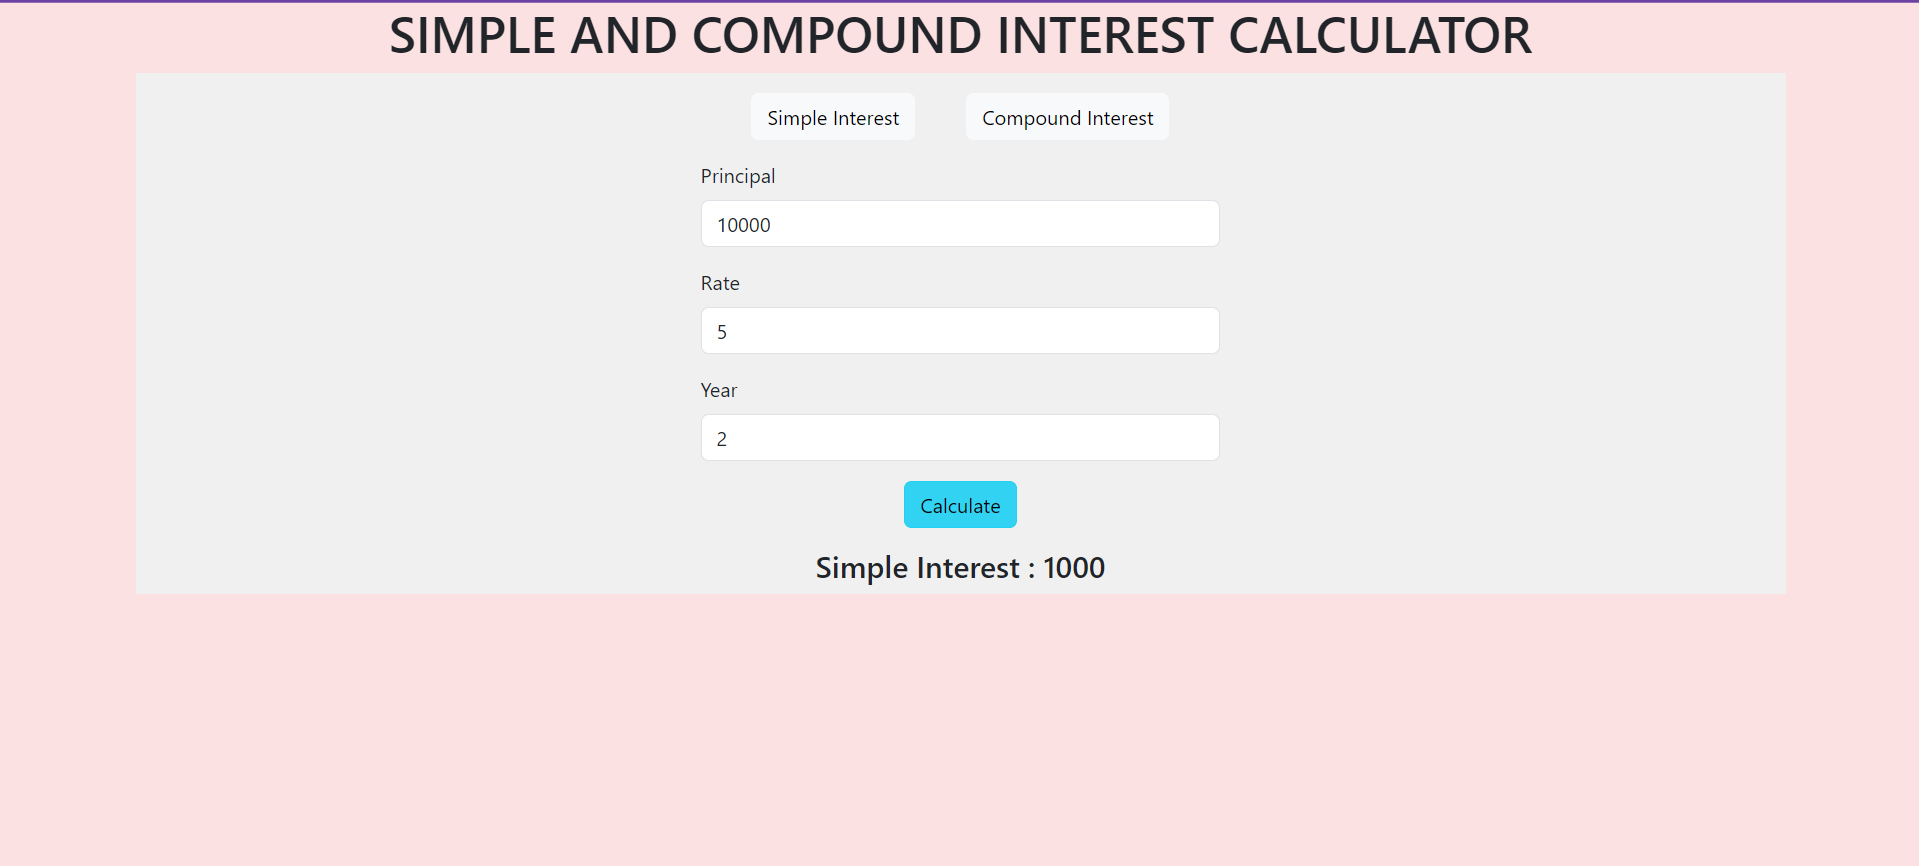 SIMPLE AND COMPOUND INTEREST CALCULATOR
Simple Interest Compound Interest
Principal
10000
Rate
5
Year
2
Calculate
Simple Interest : 1000